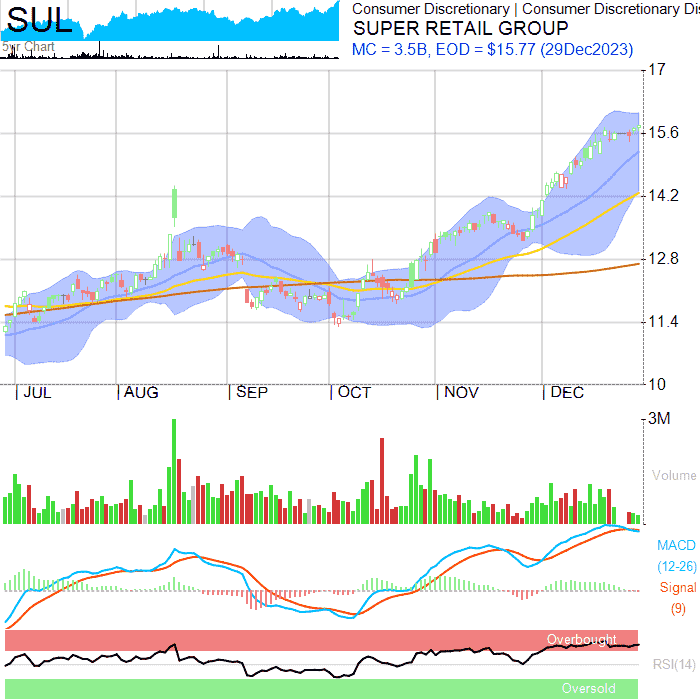 SUL
5yr Chart
Consumer Discretionary | Consumer Discretionary Dis
SUPER RETAIL GROUP
MC = 3.5B, EOD = $15.77 (29Dec2023)
17
15.6
14.2
12.8
11.4
10
| JUL | AUG | SEP | OCT | NOV | DEC
3M
Volume
MACD
(12-26)
Signal
(9)
Overbought
RSI(14)
Oversold